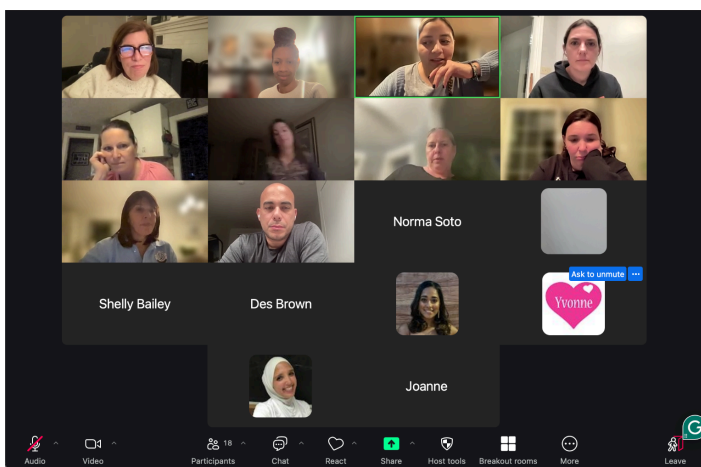 Norma Soto
Ask to unmute ...
Shelly Bailey
Des Brown
Yvonne
Joanne
Audio
Video
18
Participants
Chat
React
Share
Host tools
Breakout rooms
More
Leave
G